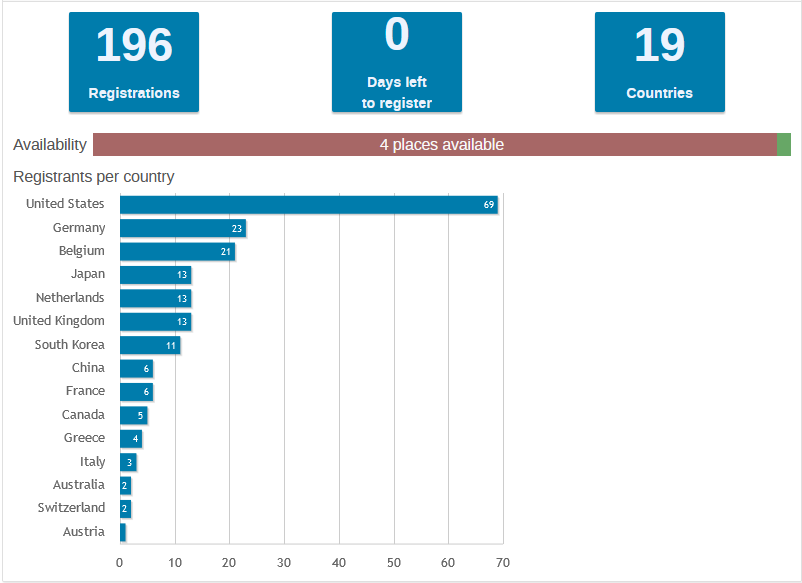 196
Registrations
0
Days left
to register
19
Countries
Availability
4 places available
Registrants per country
United States 69
Germany 23
Belgium 21
Japan 13
Netherlands 13
United Kingdom 13
South Korea 11
China 6
France 6
Canada 5
Greece 4
Italy 3
Australia 2
Switzerland 2
Austria
0 10 20 30 40 50 60 70